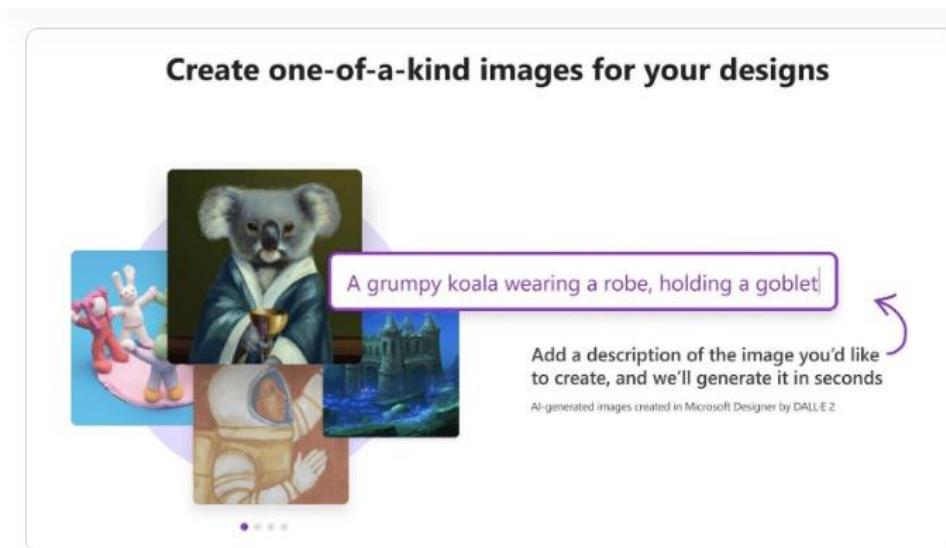 Create one-of-a-kind images for your designs
A grumpy koala wearing a robe, holding a goblet
Add a description of the image you'd like
to create, and we'll generate it in seconds
AI-generated images created in Microsoft Designer by DALL·E 2